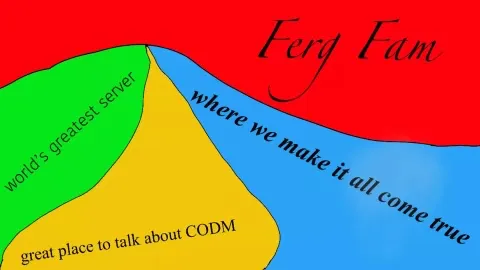 Ferg Fam
world's greatest server
where we make it all come true
great place to talk about CODM